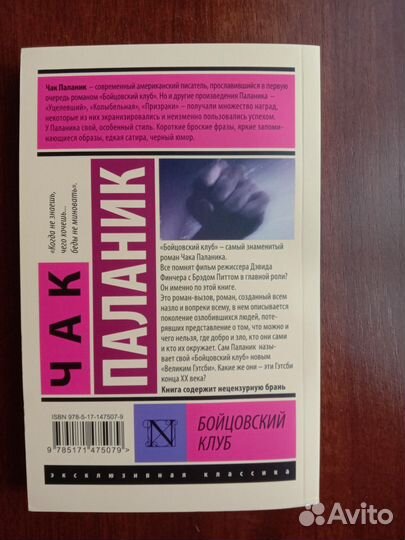 Чак Паланик – современный американский писатель, прославившийся в первую
очередь романом «Бойцовский клуб». Но и другие произведения Паланика –
«Уцелевший», «Колыбельная», «Призраки» – получали множество наград,
некоторые из них экранизировались и неизменно пользовались успехом.
У Паланика свой, особенный стиль. Короткие броские фразы, яркие запоми-
нающиеся образы, едкая сатира, черный юмор.
«Когда не знаешь,
чего хочешь...
беды не миновать».
ЧАК
ПАЛАНИК
«Бойцовский клуб» – самый знаменитый
роман Чака Паланика.
Все помнят фильм режиссера Дэвида
Финчера с Брэдом Питтом в главной роли?
Он именно по этой книге.
Это роман-вызов, роман, созданный всем
назло и вопреки всему, в нем описывается
поколение озлобившихся людей, поте-
рявших представление о том, что можно и
чего нельзя, где добро и зло, кто они сами
и кто их окружает. Сам Паланик назы-
вает свой «Бойцовский клуб» новым
«Великим Гэтсби». Какие же они – эти Гэтсби
конца XX века?
Книга содержит нецензурную брань
ISBN 978-5-17-147507-9
9 785171 475079 >
N
БОЙЦОВСКИЙ
КЛУБ
эксклюзивная классика
Avito